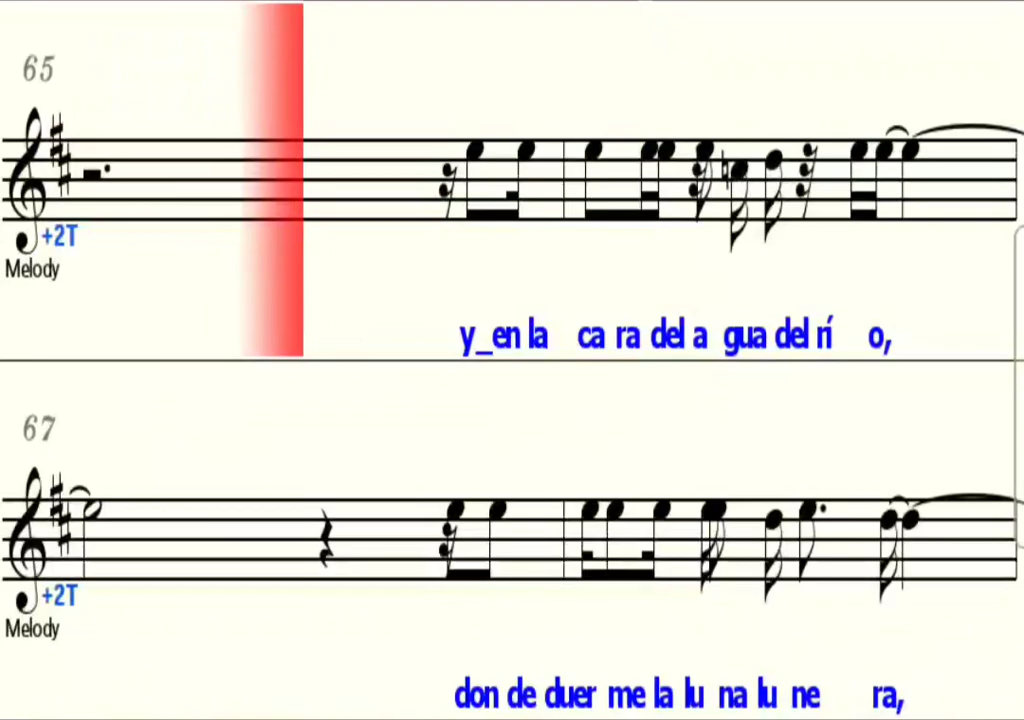 65
+2T
Melody
y_en la ca ra del a gua del rí o,
67
+2T
Melody
don de duer me la lu na lu ne ra,